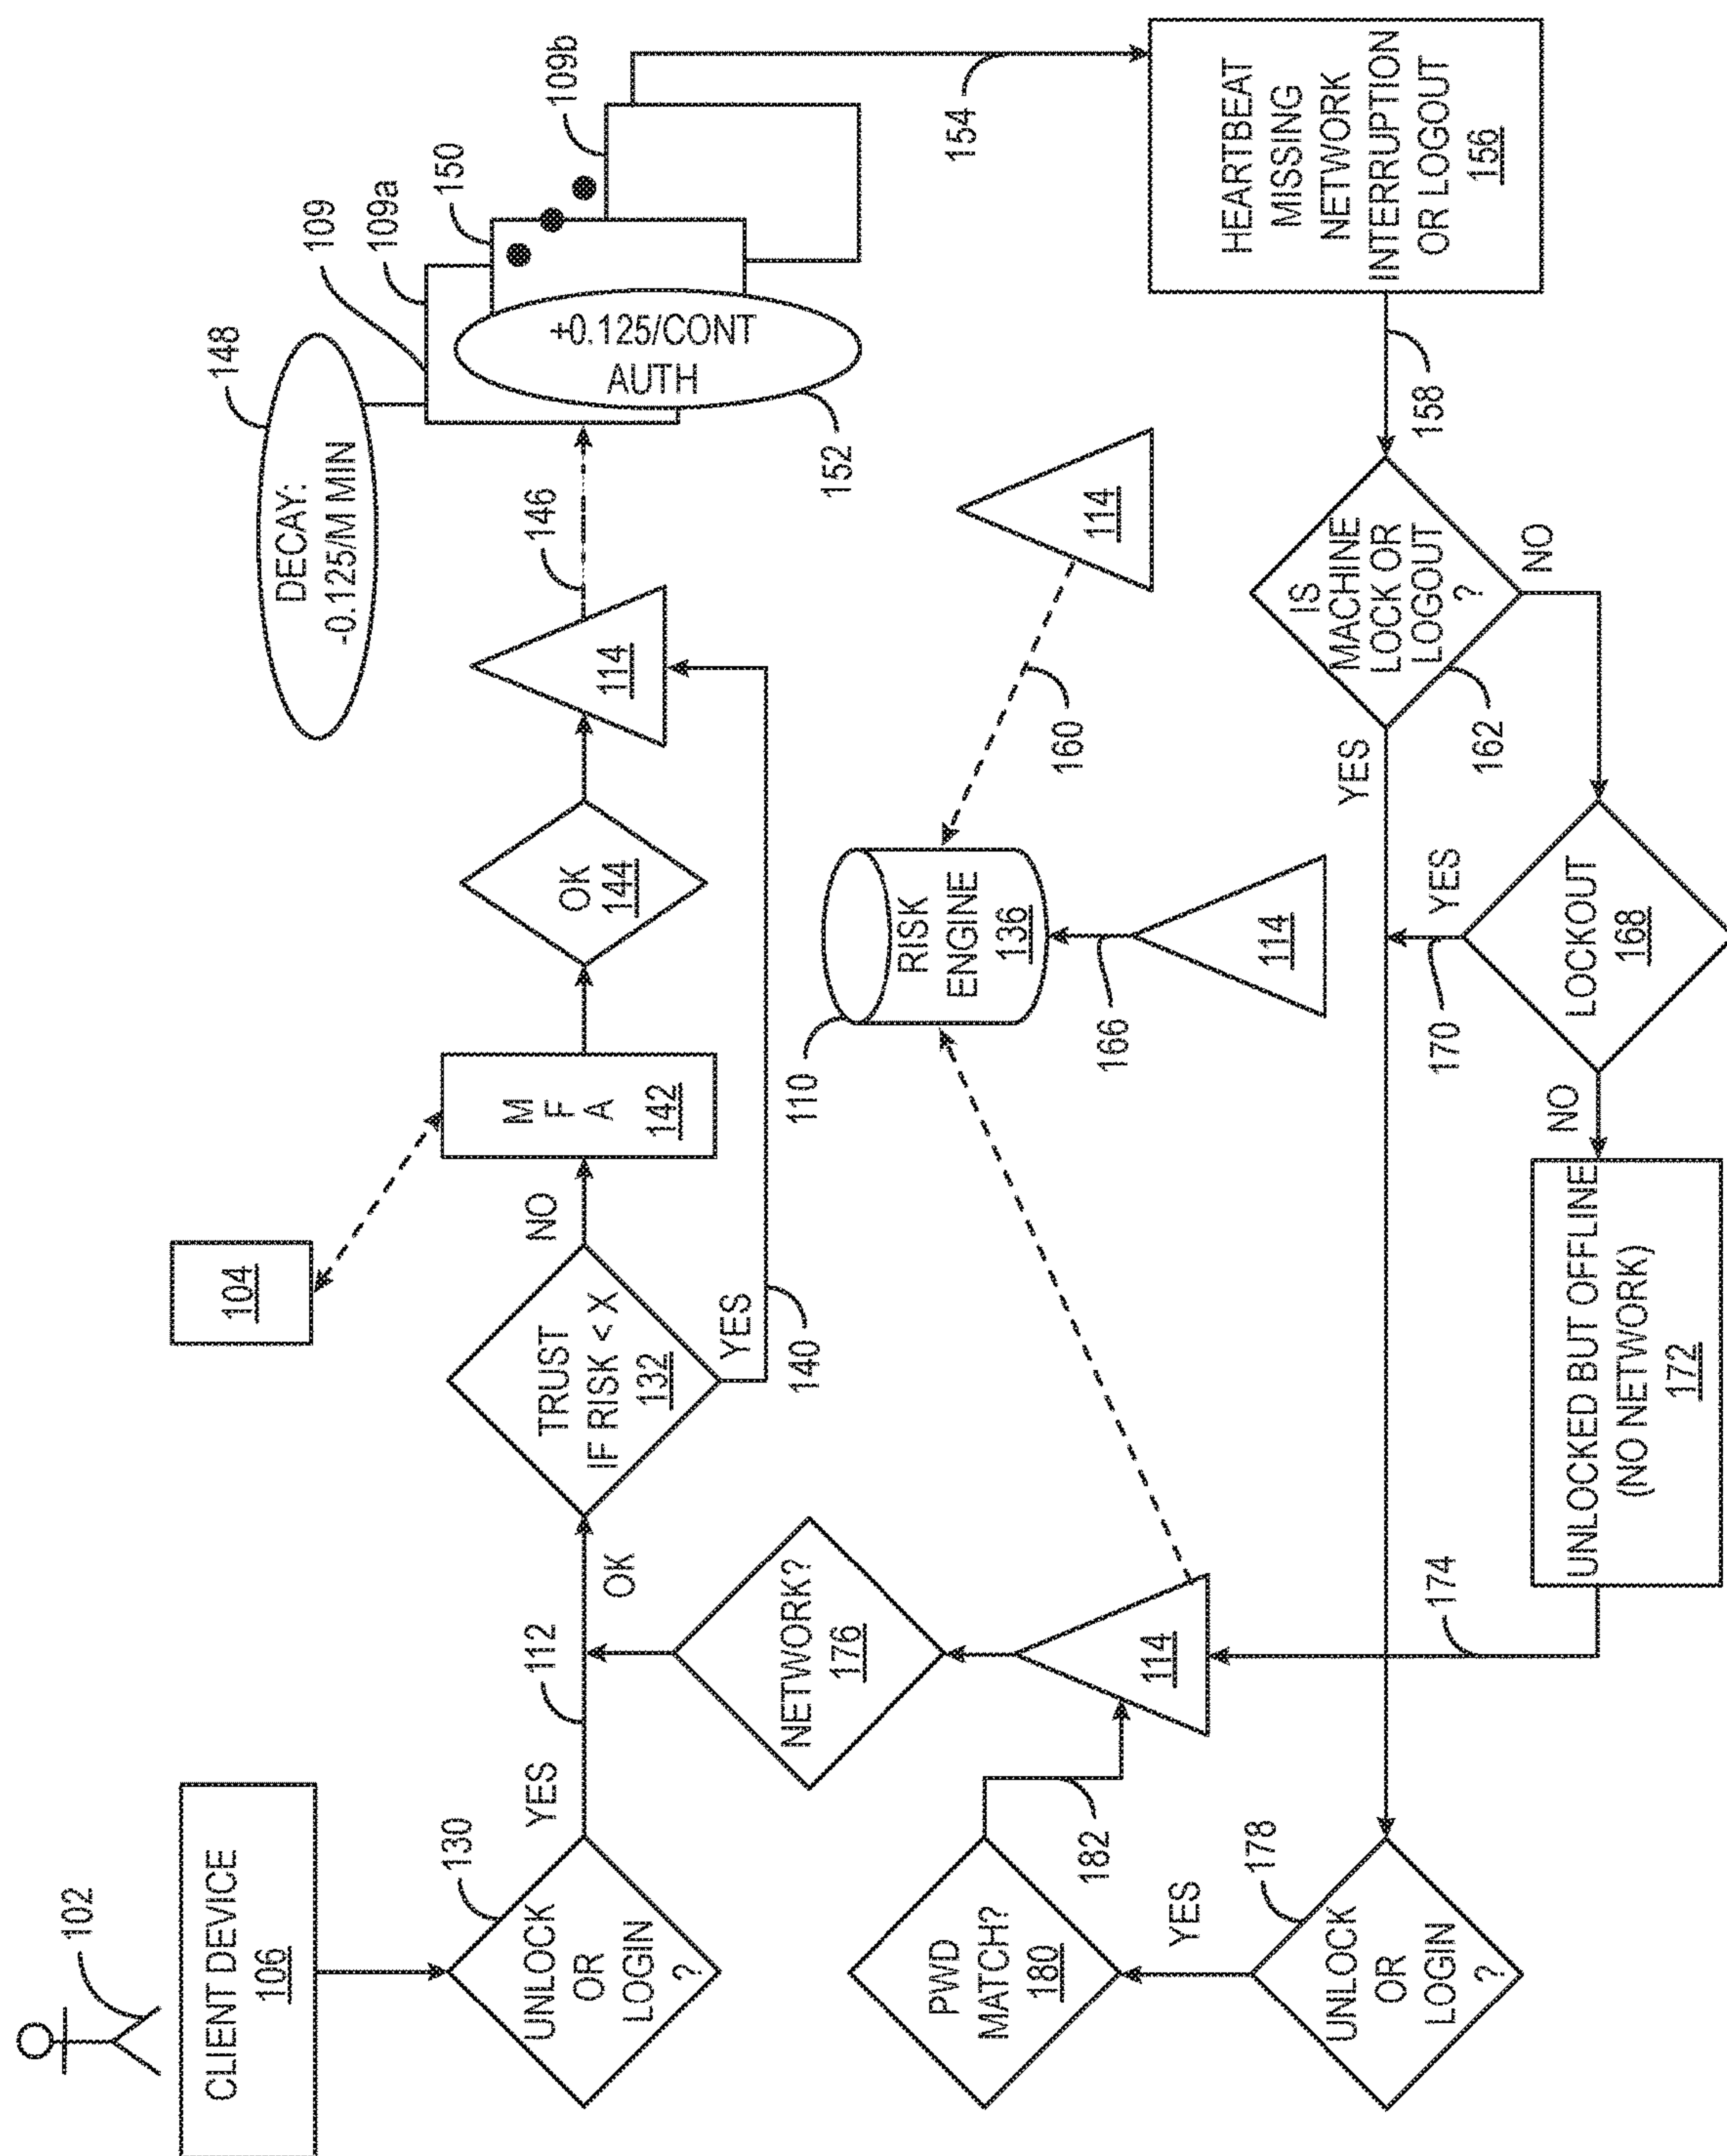 102
CLIENT DEVICE
106
130
UNLOCK
OR
LOGIN
?
YES
112
OK
TRUST
IF RISK < X
132
NO
YES
140
104
M
F
A
142
OK
144
114
146
DECAY:
-0.125/M MIN
148
109
109a
150
109b
+0.125/CONT
AUTH
152
154
HEARTBEAT
MISSING
NETWORK
INTERRUPTION
OR LOGOUT
156
158
IS
MACHINE
LOCK OR
LOGOUT
?
162
YES
NO
114
160
110
RISK
ENGINE
136
166
114
LOCKOUT
168
YES
170
NO
UNLOCKED BUT OFFLINE
(NO NETWORK)
172
174
114
NETWORK?
176
UNLOCK
OR
LOGIN
?
178
YES
PWD
MATCH?
180
182